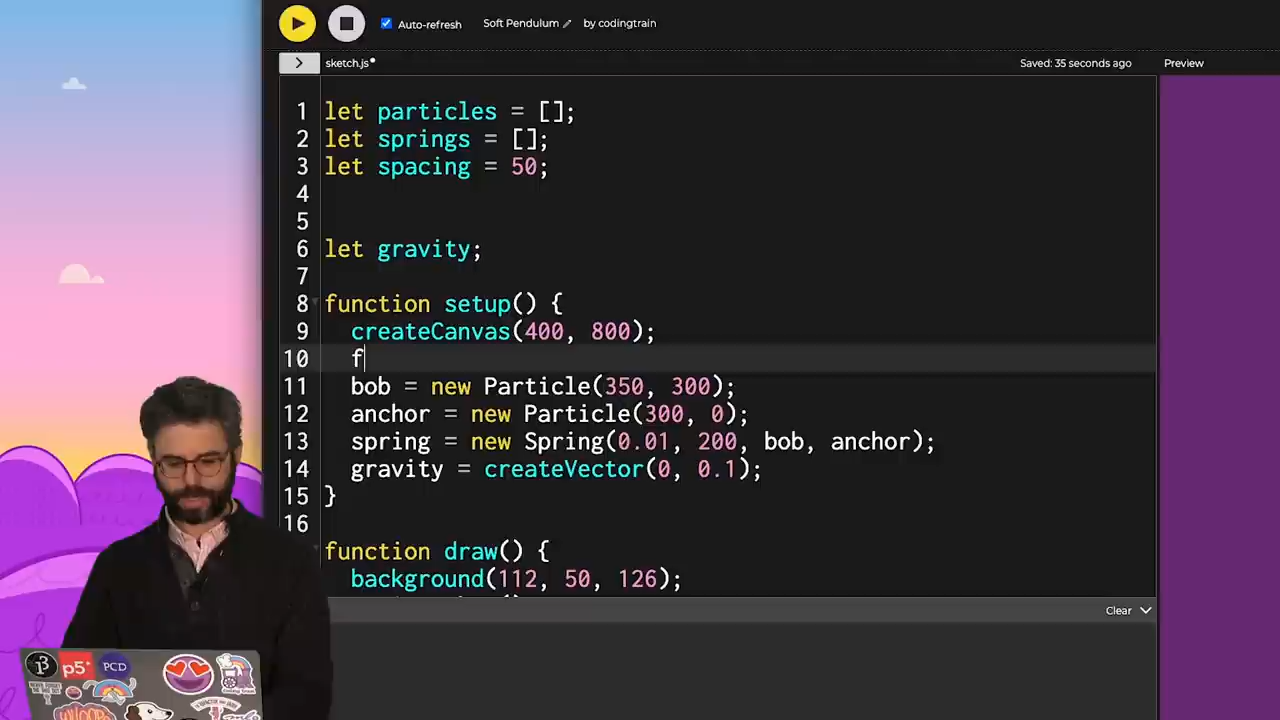 Auto-refresh
Soft Pendulum
by codingtrain
sketch.js•
Saved: 35 seconds ago
Preview
1 let particles = [];
2 let springs = [];
3 let spacing = 50;
4
5
6 let gravity;
7
8 function setup() {
9 createCanvas(400, 800);
10 f
11 bob = new Particle(350, 300);
12 anchor = new Particle(300, 0);
13 spring = new Spring(0.01, 200, bob, anchor);
14 gravity = createVector(0, 0.1);
15 }
16
function draw() {
background(112, 50, 126);
Clear
p5*
PCD
WHOOPS